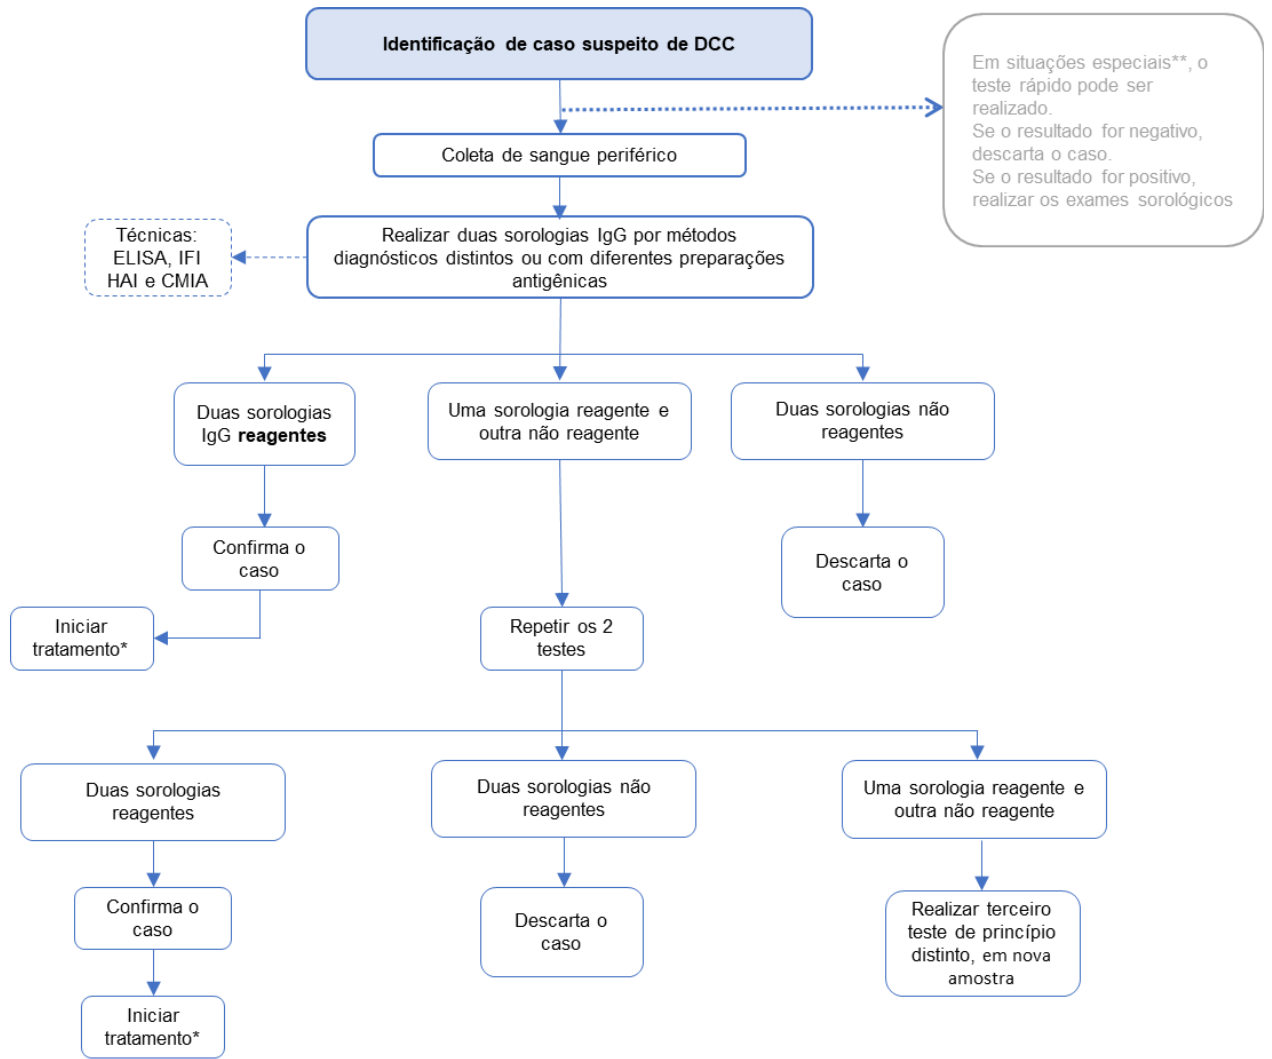 Identificação de caso suspeito de DCC
Em situações especiais**, o
teste rápido pode ser
realizado.
Se o resultado for negativo,
descarta o caso.
Se o resultado for positivo,
realizar os exames sorológicos
Coleta de sangue periférico
Técnicas:
ELISA, IFI
HAI e CMIA
Realizar duas sorologias IgG por métodos
diagnósticos distintos ou com diferentes preparações
antigênicas
Duas sorologias
IgG reagentes
Uma sorologia reagente e
outra não reagente
Duas sorologias não
reagentes
Confirma o
caso
Descarta o
caso
Iniciar
tratamento*
Repetir os 2
testes
Duas sorologias
reagentes
Duas sorologias não
reagentes
Uma sorologia reagente e
outra não reagente
Confirma o
caso
Descarta o
caso
Realizar terceiro
teste de princípio
distinto, em nova
amostra
Iniciar
tratamento*